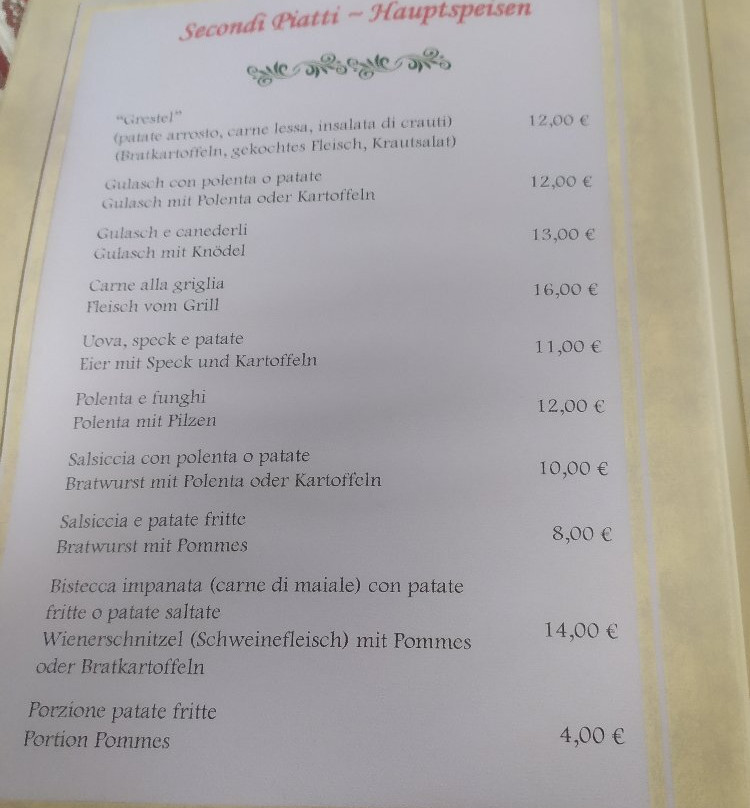 Secondi Piatti ~ Hauptspeisen
“Grestel” 12,00 €
(patate arrosto, carne lessa, insalata di crauti)
(Bratkartoffeln, gekochtes Fleisch, Krautsalat)
Gulasch con polenta o patate 12,00 €
Gulasch mit Polenta oder Kartoffeln
Gulasch e canederli 13,00 €
Gulasch mit Knödel
Carne alla griglia 16,00 €
Fleisch vom Grill
Uova, speck e patate 11,00 €
Eier mit Speck und Kartoffeln
Polenta e funghi 12,00 €
Polenta mit Pilzen
Salsiccia con polenta o patate 10,00 €
Bratwurst mit Polenta oder Kartoffeln
Salsiccia e patate fritte 8,00 €
Bratwurst mit Pommes
Bistecca impanata (carne di maiale) con patate
fritte o patate saltate 14,00 €
Wienerschnitzel (Schweinefleisch) mit Pommes
oder Bratkartoffeln
Porzione patate fritte 4,00 €
Portion Pommes